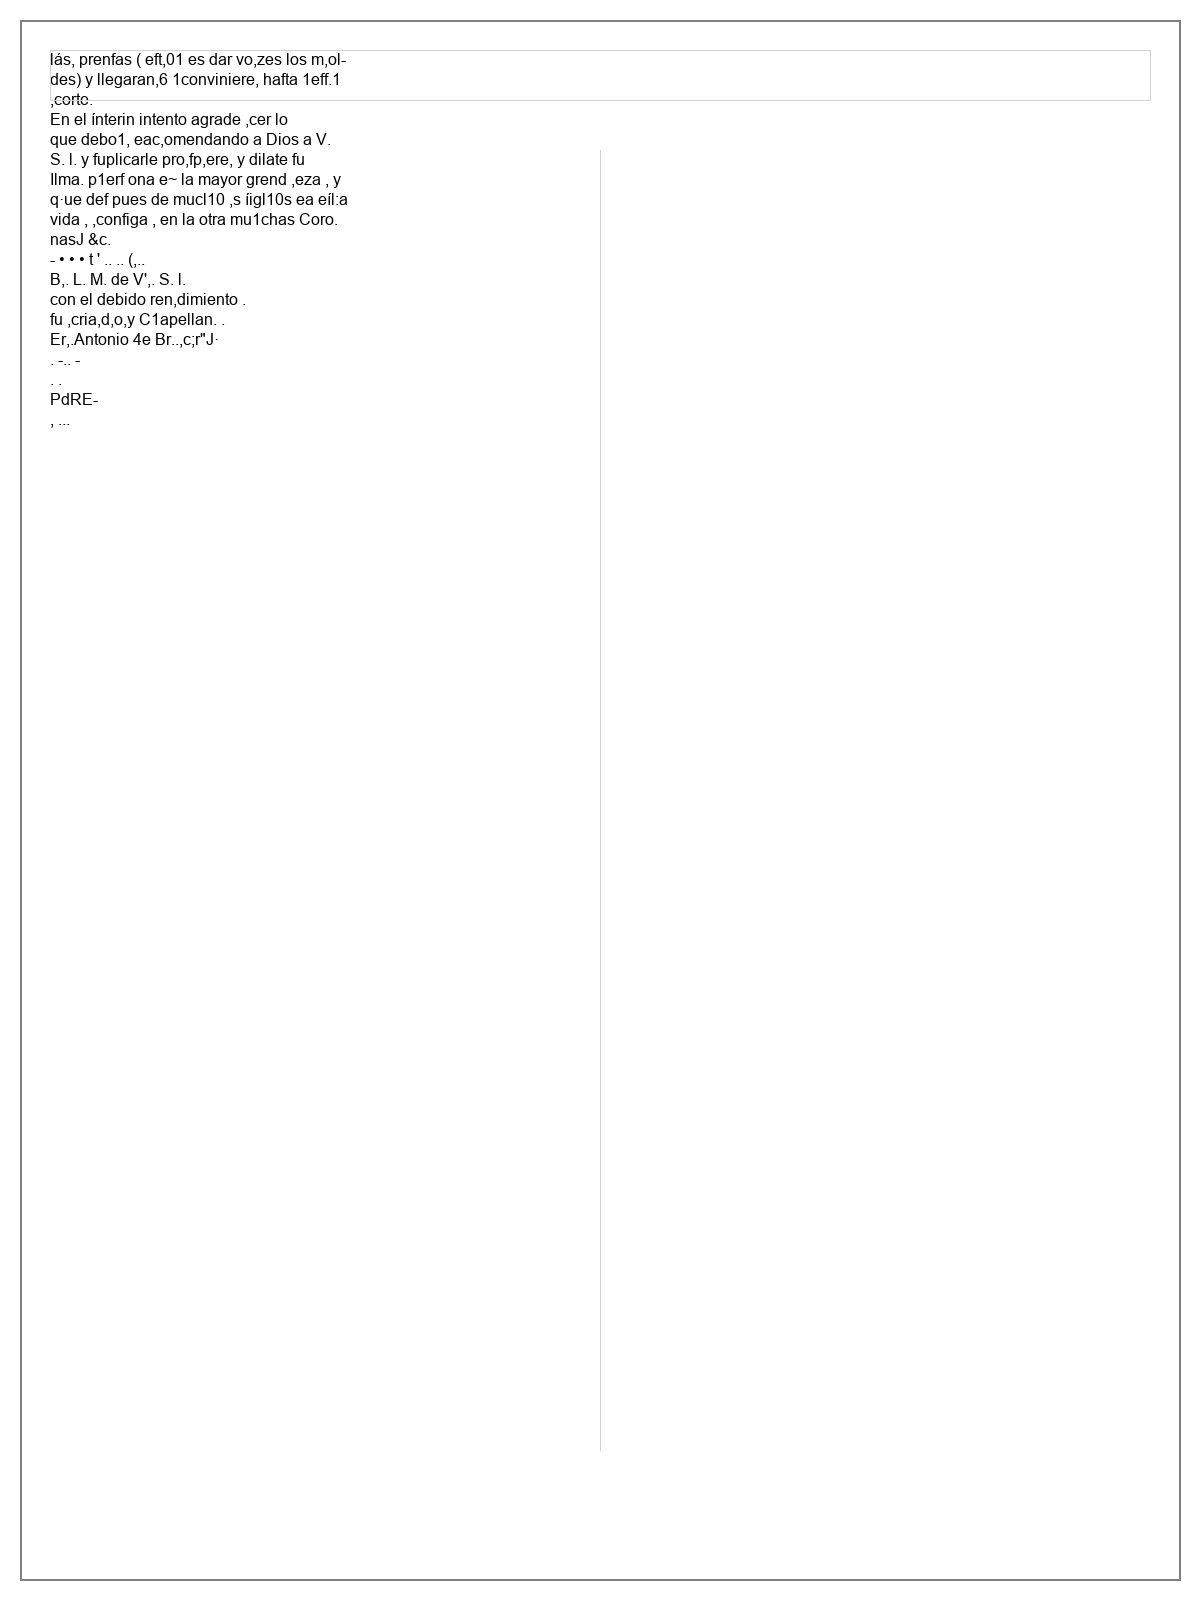 lás, prenfas ( eft,01 es dar vo,zes los m,ol-
des) y llegaran,6 1conviniere, hafta 1eff.1
,corto.
En el ínterin intento agrade ,cer lo
que debo1, eac,omendando a Dios a V.
S. l. y fuplicarle pro,fp,ere, y dilate fu
Ilma. p1erf ona e~ la mayor grend ,eza , y
q·ue def pues de mucl10 ,s íigl10s ea eíl:a
vida , ,configa , en la otra mu1chas Coro.
nasJ &c.
- • • • t ' .. .. (,..
B,. L. M. de V',. S. l.
con el debido ren,dimiento .
fu ,cria,d,o,y C1apellan. .
Er,.Antonio 4e Br..,c;r"J·
. -.. -
. .
PdRE-
, ...